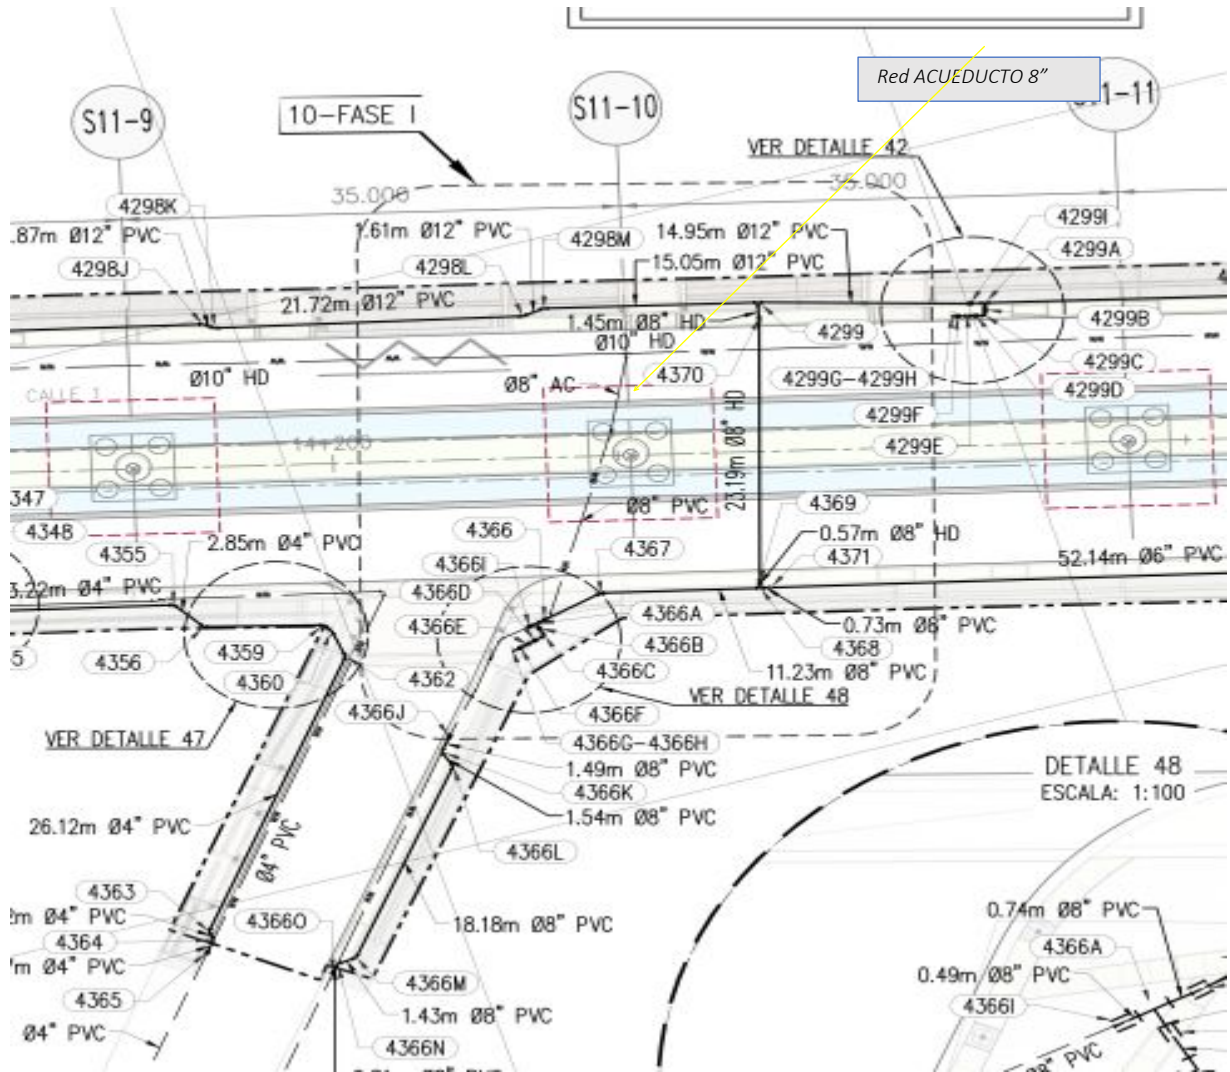 Red ACUEDUCTO 8”
S11-9
S11-10
10-FASE I
VER DETALLE 42
35.000
35.000
4298K
4299I
.87m Ø12" PVC
1.61m Ø12" PVC
4298M
14.95m Ø12" PVC
4299A
4298J
4298L
15.05m Ø12" PVC
21.72m Ø12" PVC
1.45m Ø8" HD
4299
4299B
Ø10" HD
4299C
Ø10" HD
Ø8" AC
4370
4299G-4299H
4299D
CALLE 1
4299F
4299E
14+200
23.19m Ø8" HD
4347
Ø8" PVC
4369
4348
4366
4367
0.57m Ø8" HD
4355
2.85m Ø4" PVC
4366I
4371
52.14m Ø6" PVC
3.22m Ø4" PVC
4366D
4366A
4366E
4366B
0.73m Ø8" PVC
5
4356
4359
4366C
4368
4360
4362
11.23m Ø8" PVC
VER DETALLE 48
4366J
4366F
VER DETALLE 47
4366G-4366H
1.49m Ø8" PVC
DETALLE 48
4366K
ESCALA: 1:100
1.54m Ø8" PVC
26.12m Ø4" PVC
Ø4" PVC
4366L
4363
2m Ø4" PVC
4366O
18.18m Ø8" PVC
0.74m Ø8" PVC
4364
4366A
7m Ø4" PVC
4366M
0.49m Ø8" PVC
4365
1.43m Ø8" PVC
4366I
Ø4" PVC
4366N
Ø8" PVC